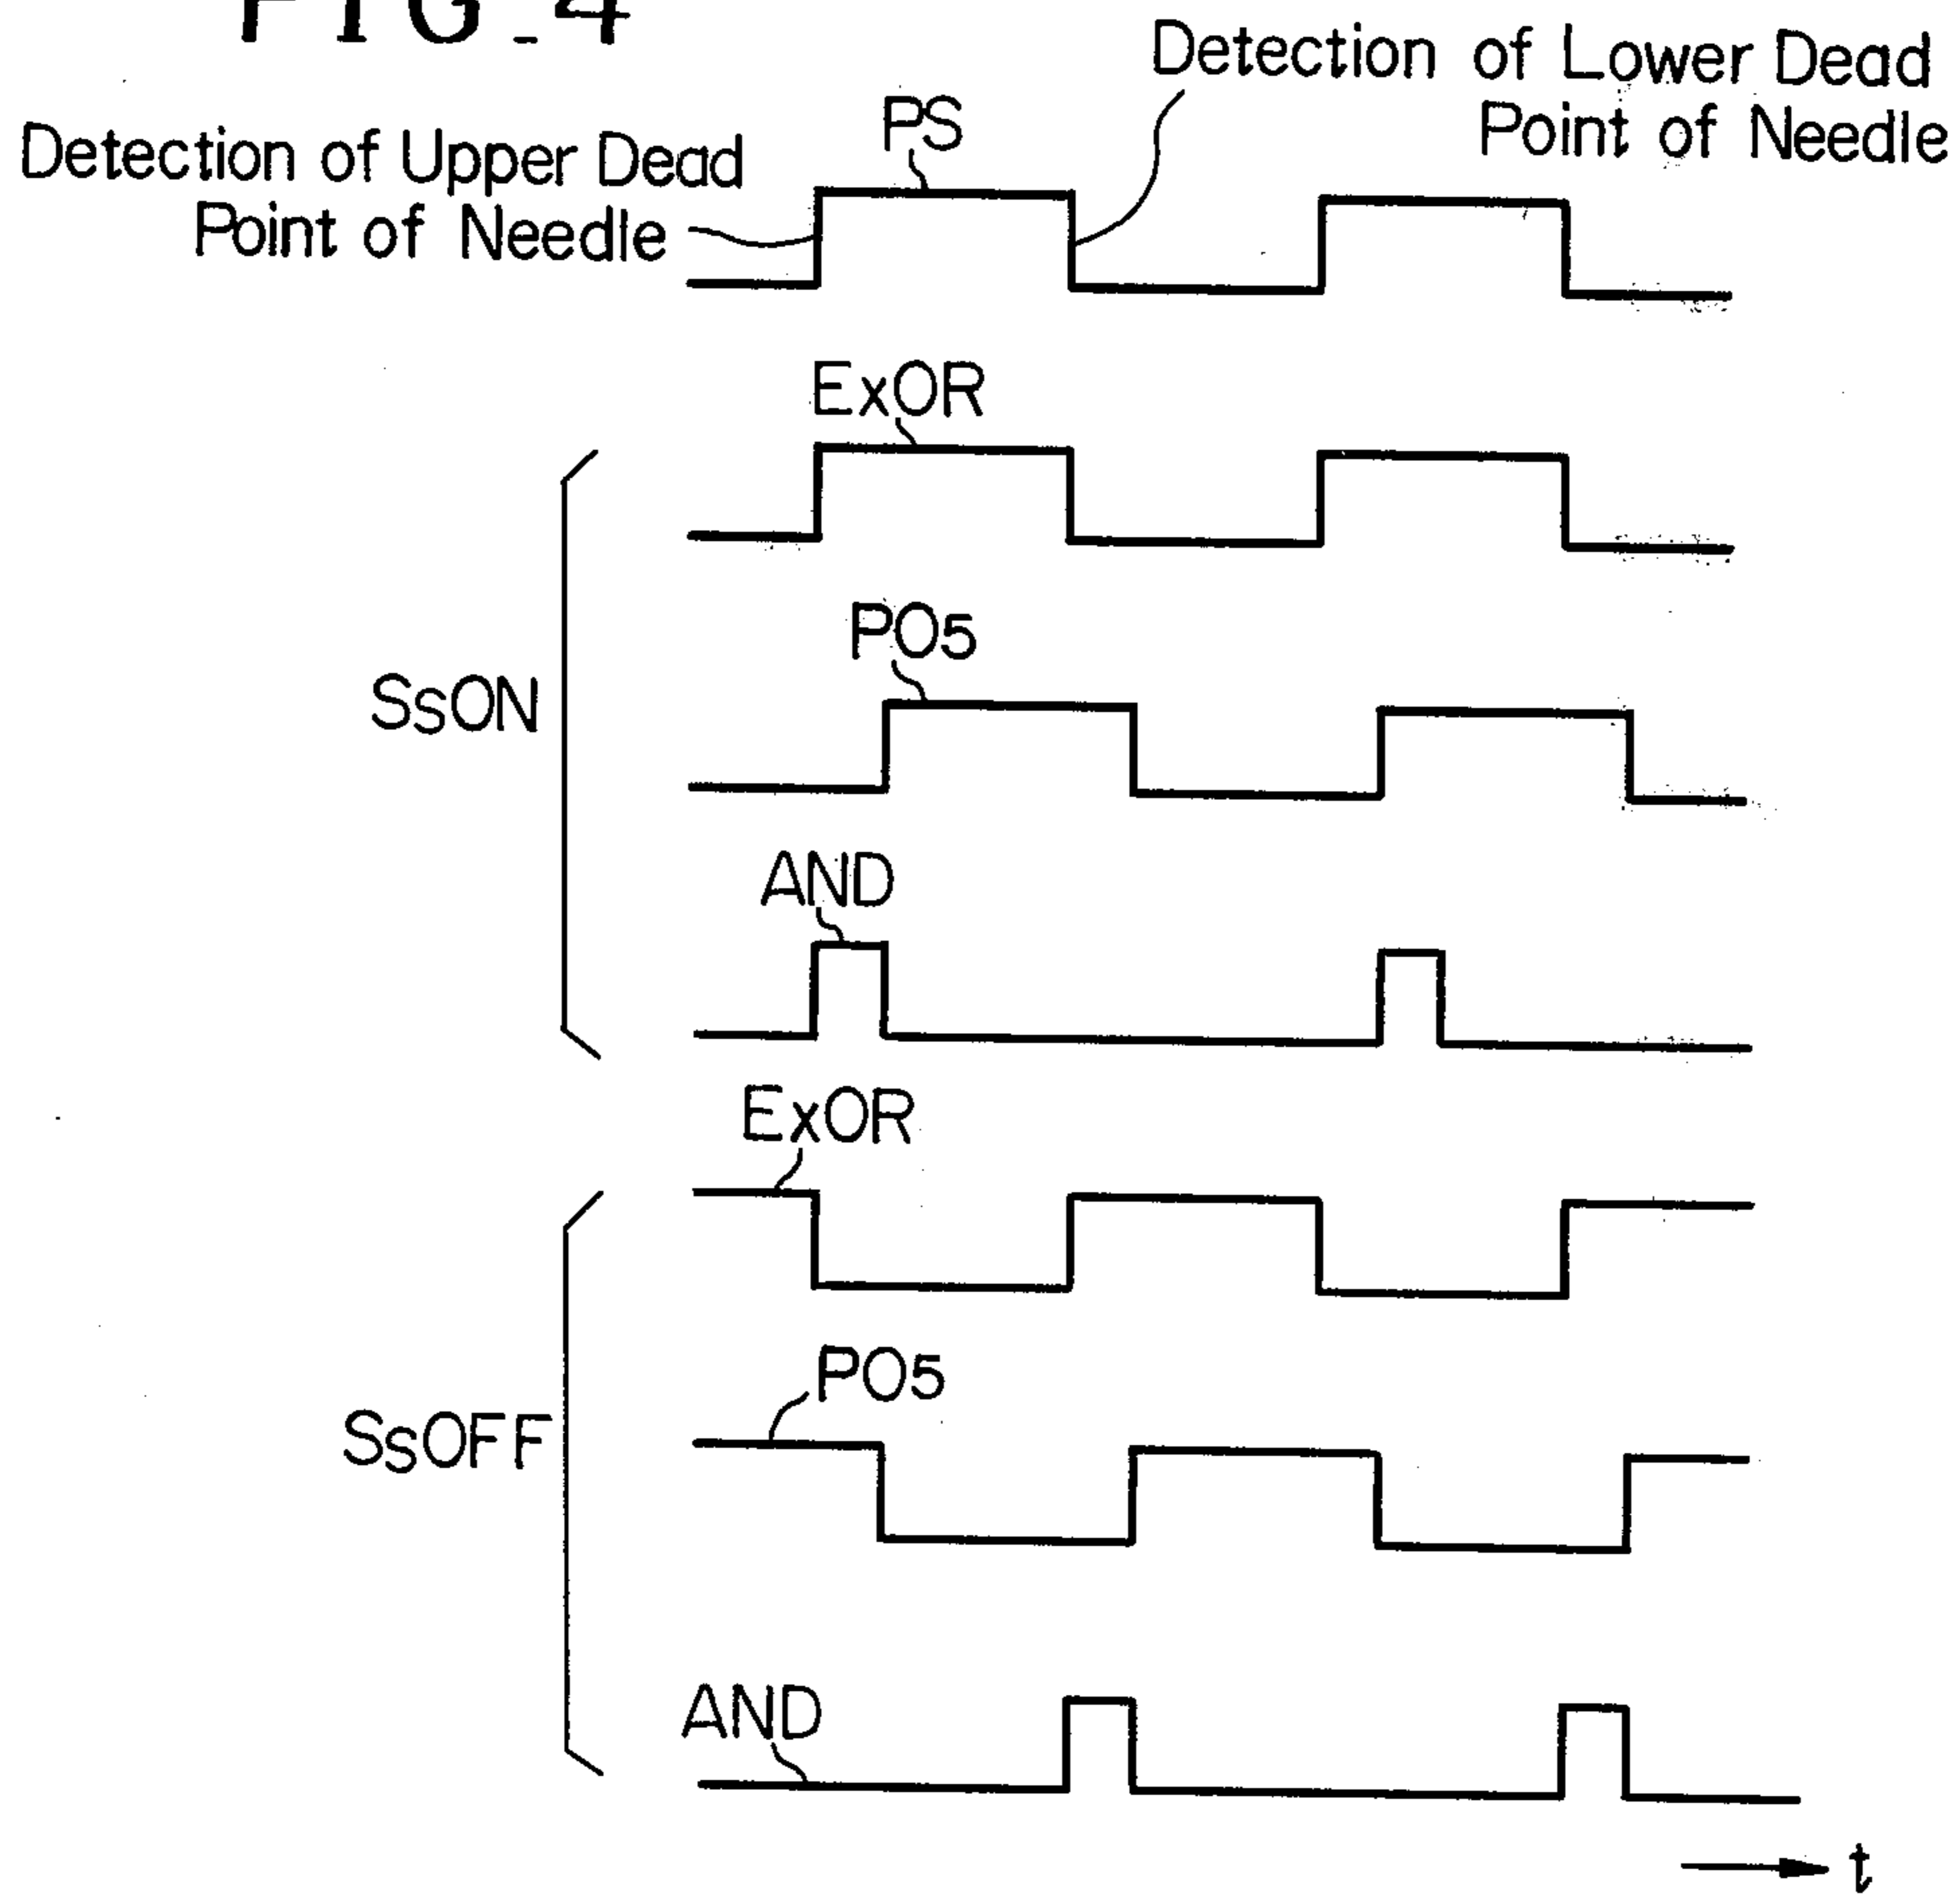 FIG_4
Detection of Lower Dead
Point of Needle
PS
Detection of Upper Dead
Point of Needle
ExOR
PO5
SsON
AND
ExOR
PO5
SsOFF
AND
t